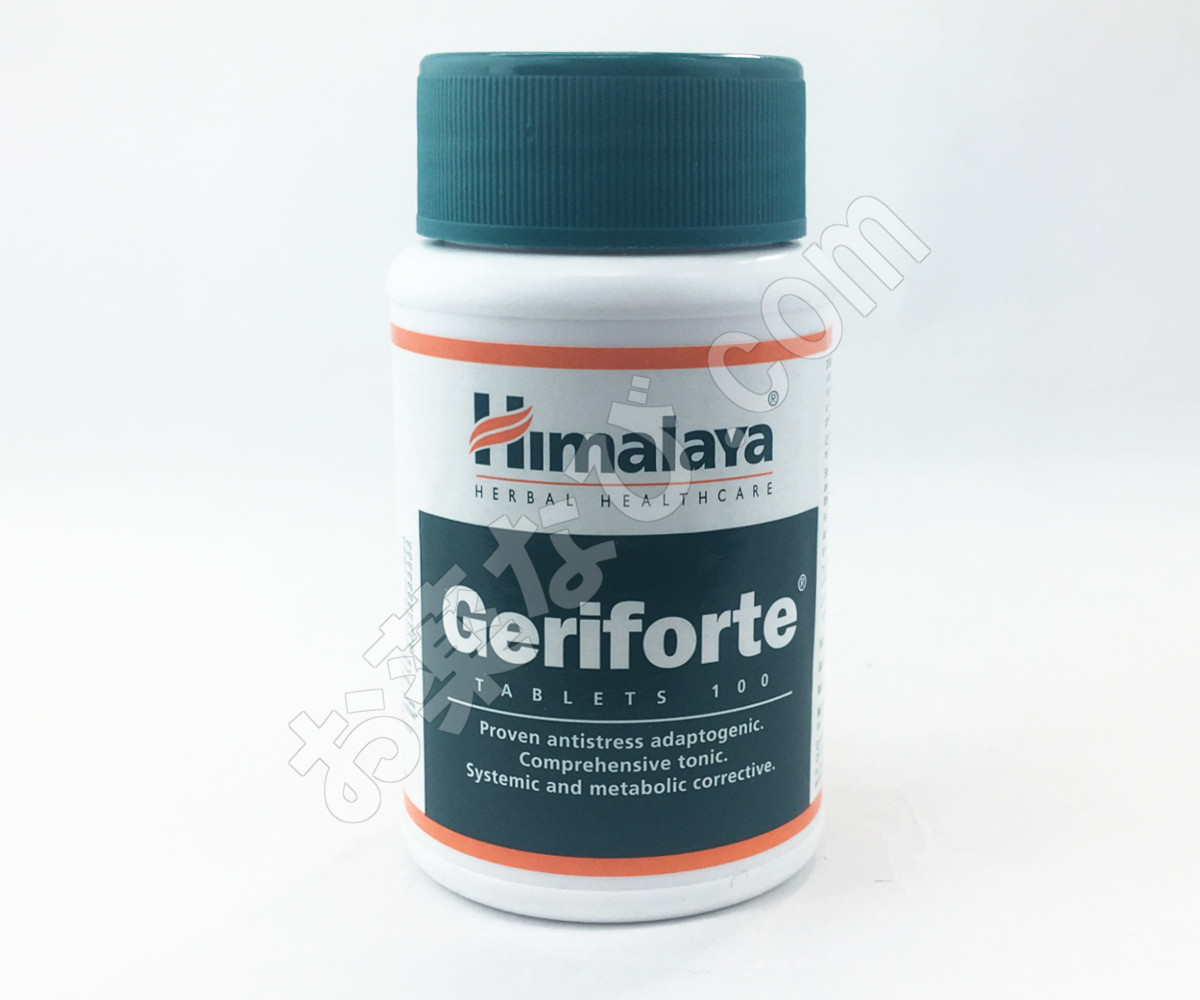 Himalaya®
HERBAL HEALTHCARE
Geriforte®
TABLETS 100
Proven antistress adaptogenic.
Comprehensive tonic.
Systemic and metabolic corrective.
お薬なび.com